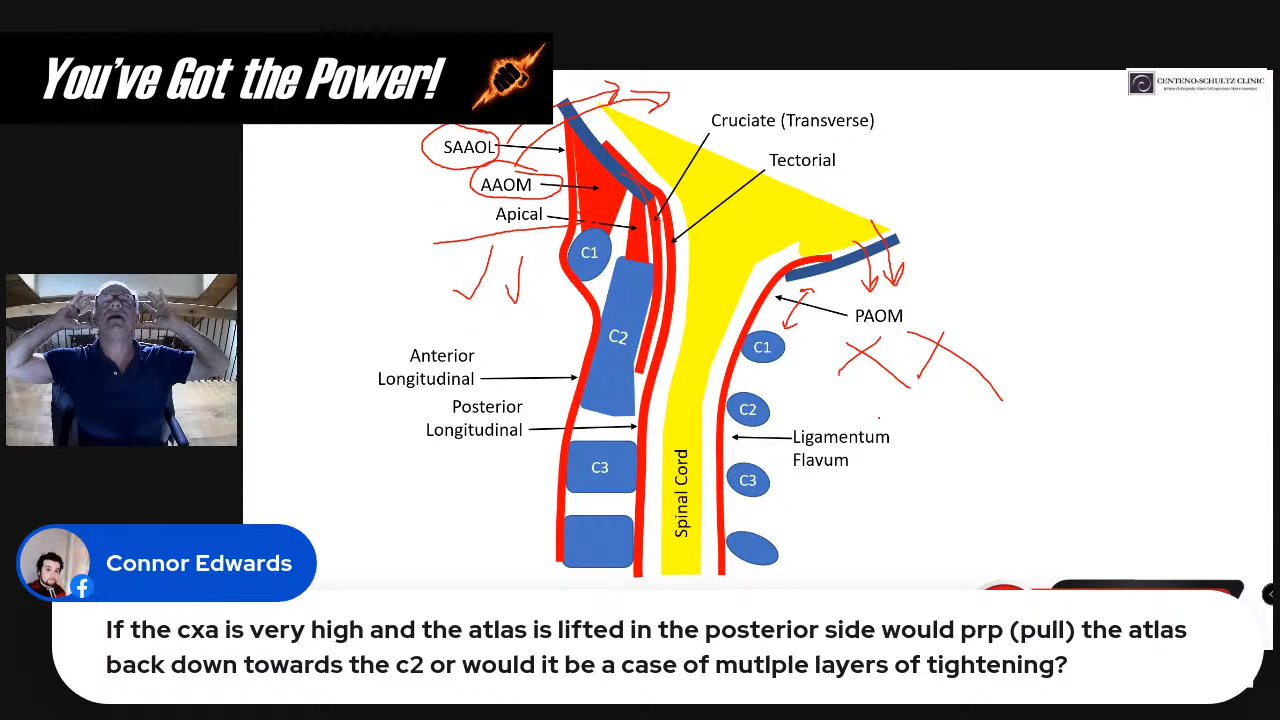 You've Got the Power!
CENTENO-SCHULTZ CLINIC
Cruciate (Transverse)
SAAOL
Tectorial
AAOM
Apical
C1
PAOM
C2
C1
Anterior
Longitudinal
Posterior
Longitudinal
C2
Ligamentum
Flavum
C3
C3
Spinal Cord
Connor Edwards
If the cxa is very high and the atlas is lifted in the posterior side would prp (pull) the atlas
back down towards the c2 or would it be a case of mutlple layers of tightening?